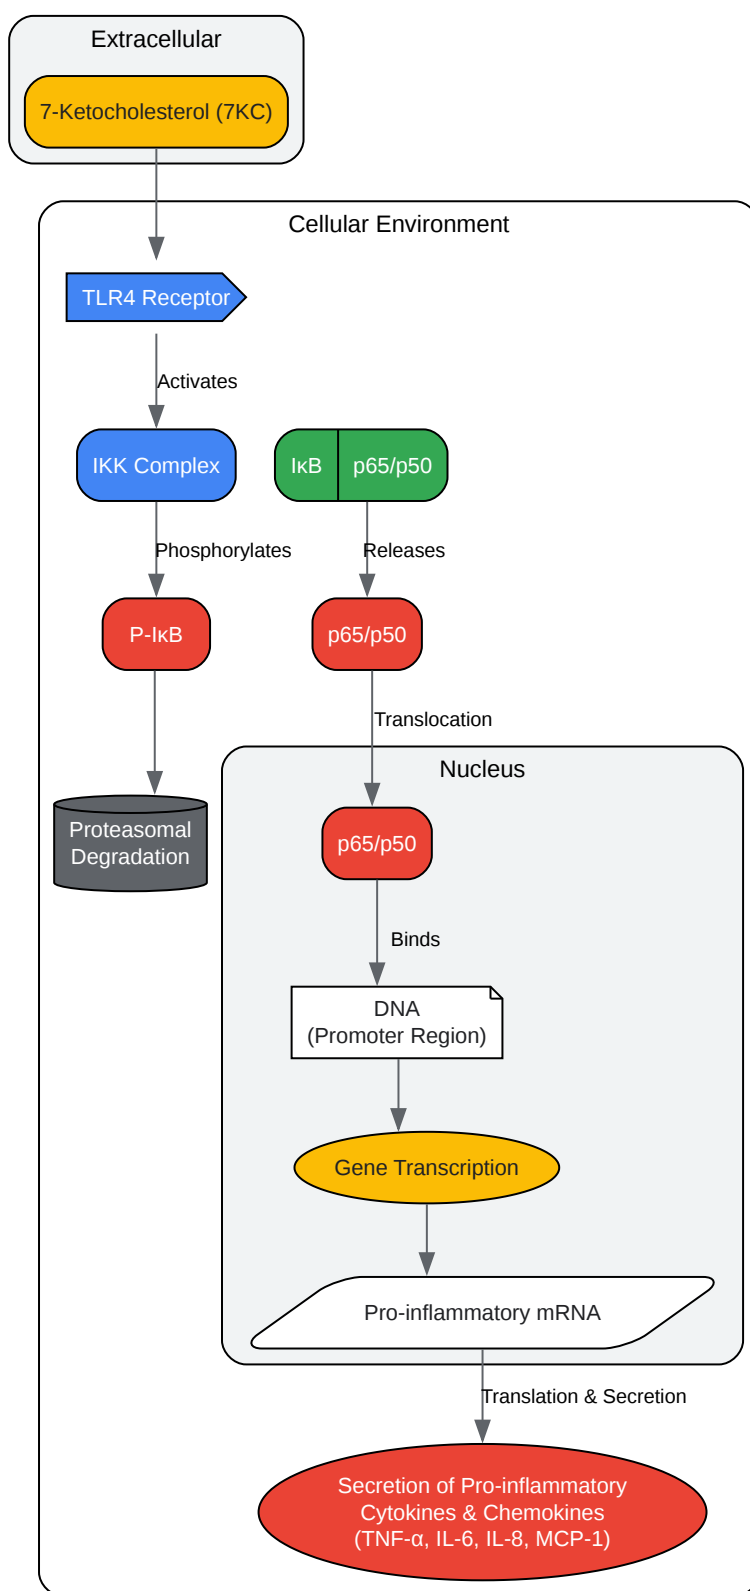 Extracellular
7-Ketocholesterol (7KC)
Cellular Environment
TLR4 Receptor
Activates
IKK Complex
IκB
p65/p50
Phosphorylates
Releases
P-IκB
p65/p50
Translocation
Nucleus
Proteasomal
Degradation
p65/p50
Binds
DNA
(Promoter Region)
Gene Transcription
Pro-inflammatory mRNA
Translation & Secretion
Secretion of Pro-inflammatory
Cytokines & Chemokines
(TNF-α, IL-6, IL-8, MCP-1)